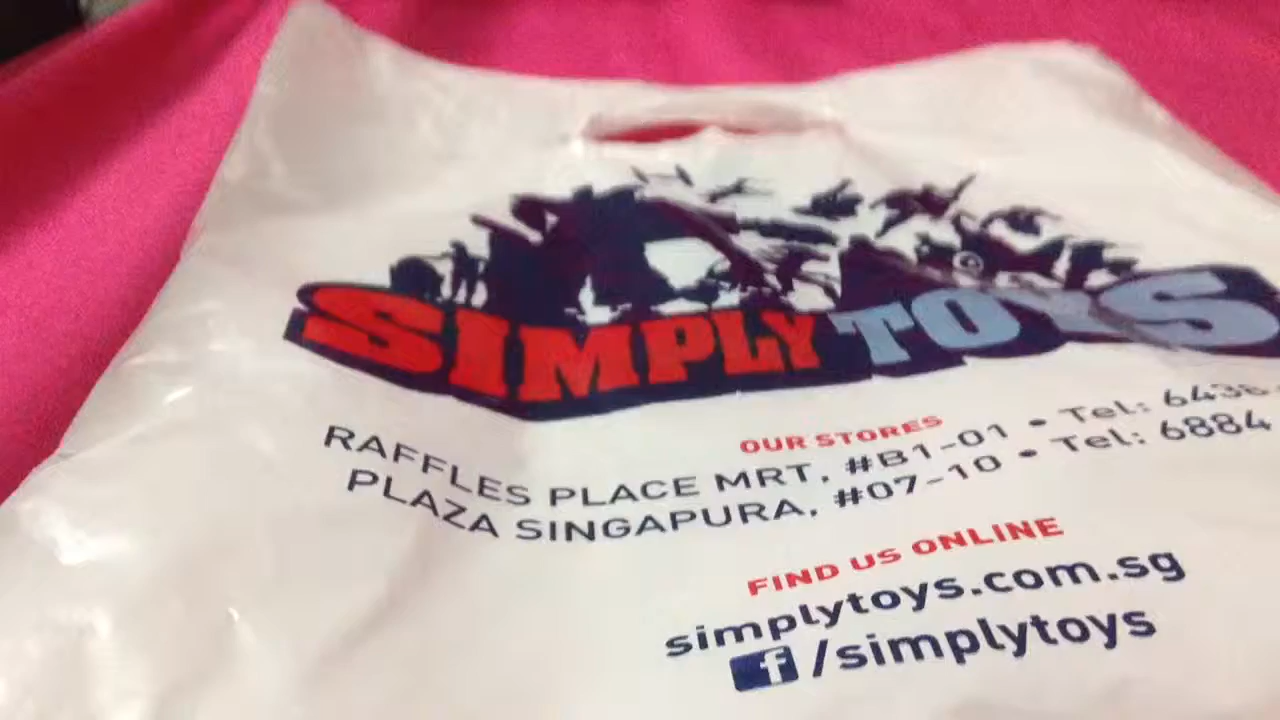 SIMPLY TOYS
OUR STORES
RAFFLES PLACE MRT, #B1-01 • Tel: 6438
PLAZA SINGAPURA, #07-10 • Tel: 6884
FIND US ONLINE
simplytoys.com.sg
f /simplytoys